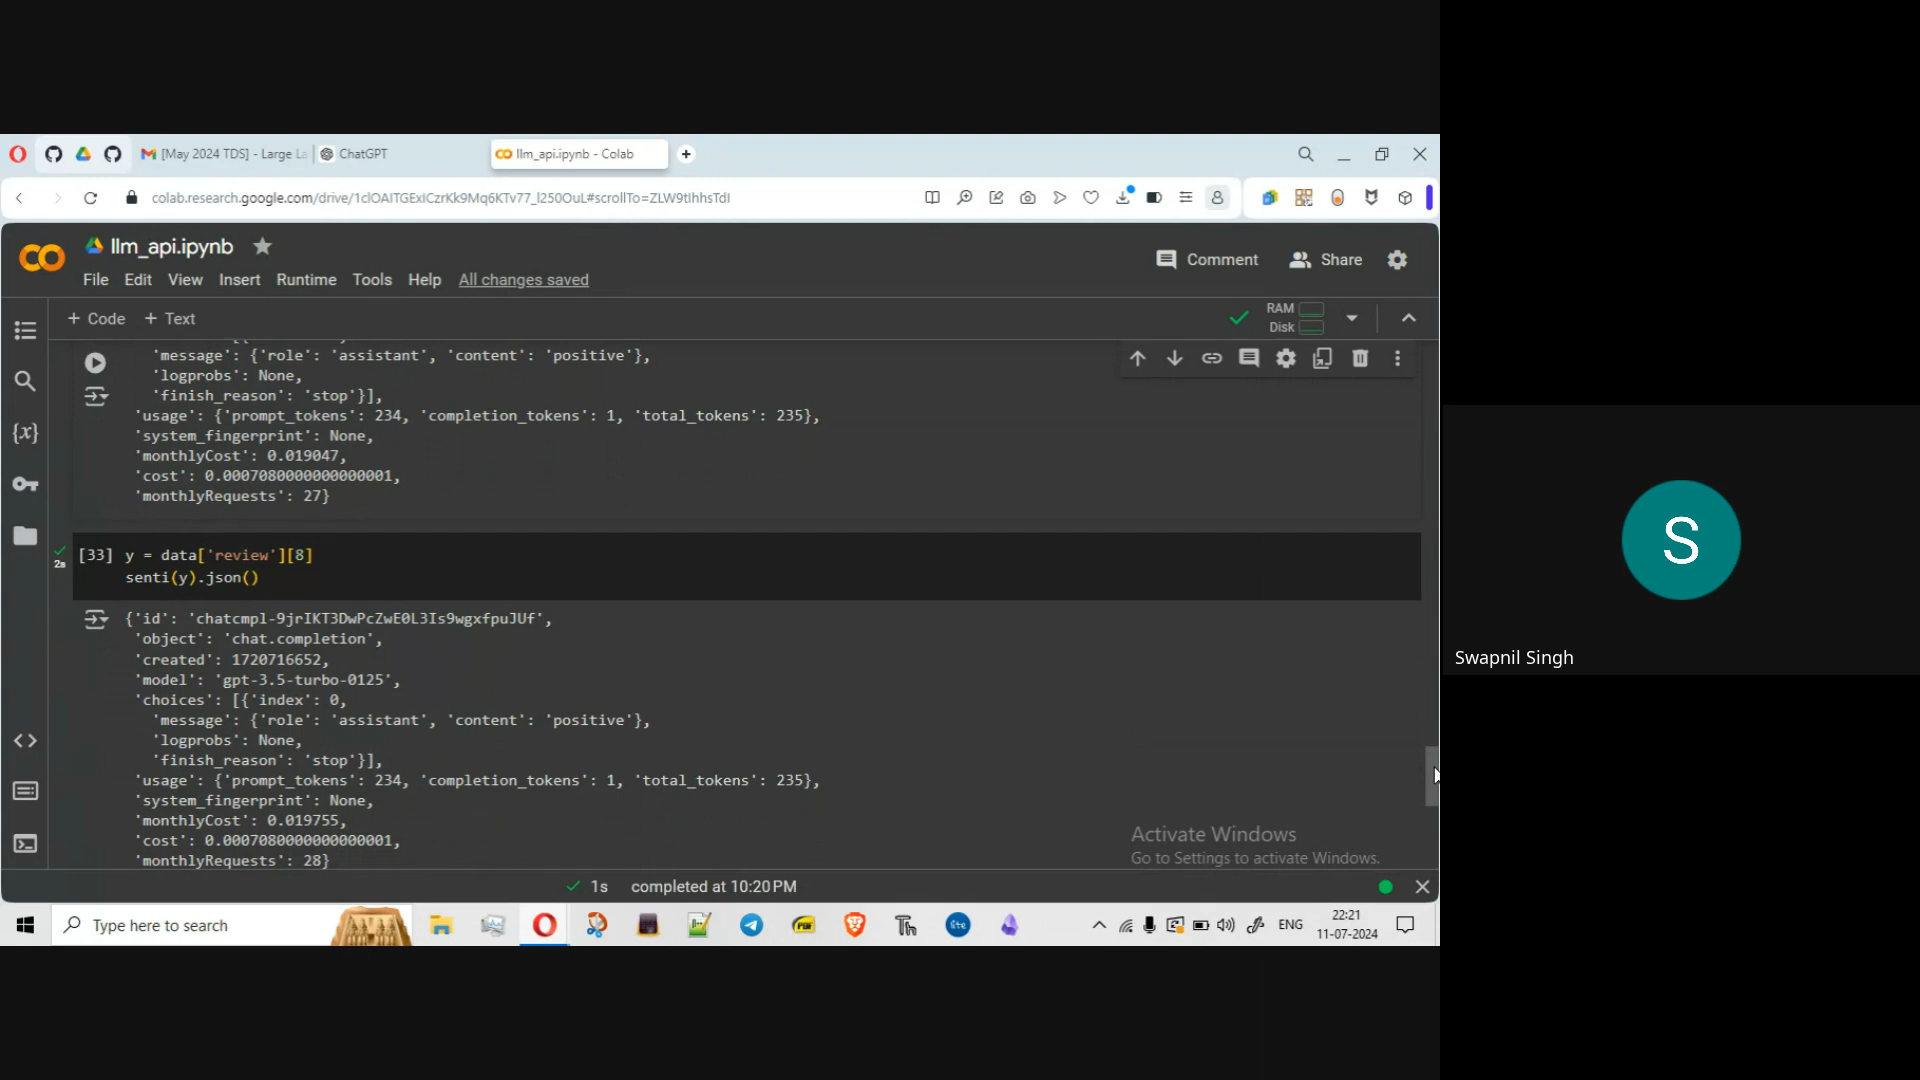 [May 2024 TDS] - Large La
ChatGPT
llm_api.ipynb - Colab
colab.research.google.com/drive/1clOAITGExICzrKk9Mq6KTv77_l250OuL#scrollTo=ZLW9tIhhsTdI
llm_api.ipynb
Comment
Share
File Edit View Insert Runtime Tools Help All changes saved
+ Code + Text
RAM
Disk
'message': {'role': 'assistant', 'content': 'positive'},
'logprobs': None,
'finish_reason': 'stop'}],
'usage': {'prompt_tokens': 234, 'completion_tokens': 1, 'total_tokens': 235},
'system_fingerprint': None,
'monthlyCost': 0.019047,
'cost': 0.0007080000000000001,
'monthlyRequests': 27}
[33] y = data['review'][8]
2s
senti(y).json()
{'id': 'chatcmpl-9jrIKT3DwPcZwE0L3Is9wgxfpuJUf',
'object': 'chat.completion',
'created': 1720716652,
'model': 'gpt-3.5-turbo-0125',
'choices': [{'index': 0,
'message': {'role': 'assistant', 'content': 'positive'},
'logprobs': None,
'finish_reason': 'stop'}],
'usage': {'prompt_tokens': 234, 'completion_tokens': 1, 'total_tokens': 235},
'system_fingerprint': None,
'monthlyCost': 0.019755,
'cost': 0.0007080000000000001,
'monthlyRequests': 28}
Activate Windows
Go to Settings to activate Windows.
1s completed at 10:20 PM
Type here to search
ENG
22:21
11-07-2024
S
Swapnil Singh